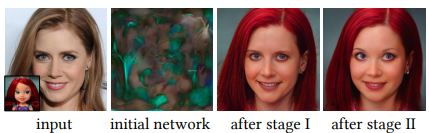 input
initial network
after stage I
after stage II